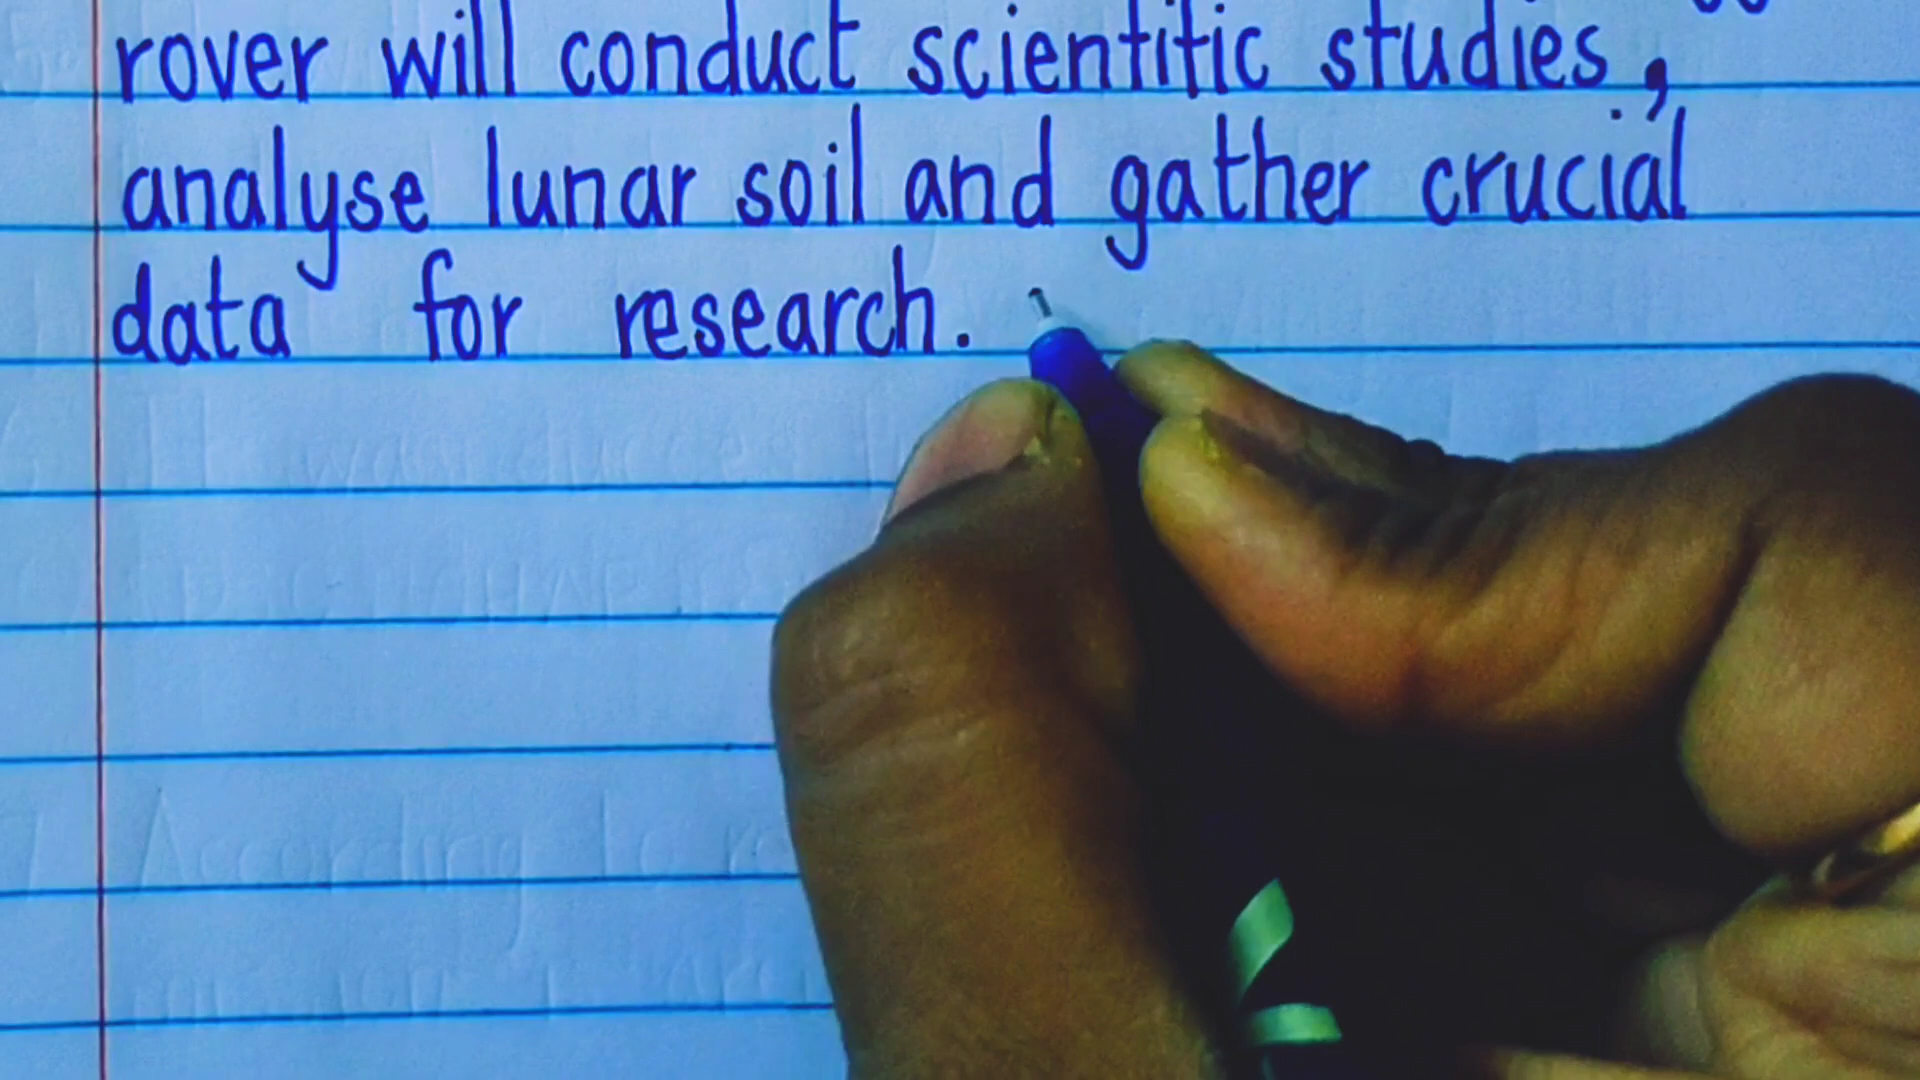 rover will conduct scientific studies,
analyse lunar soil and gather crucial
data for research.